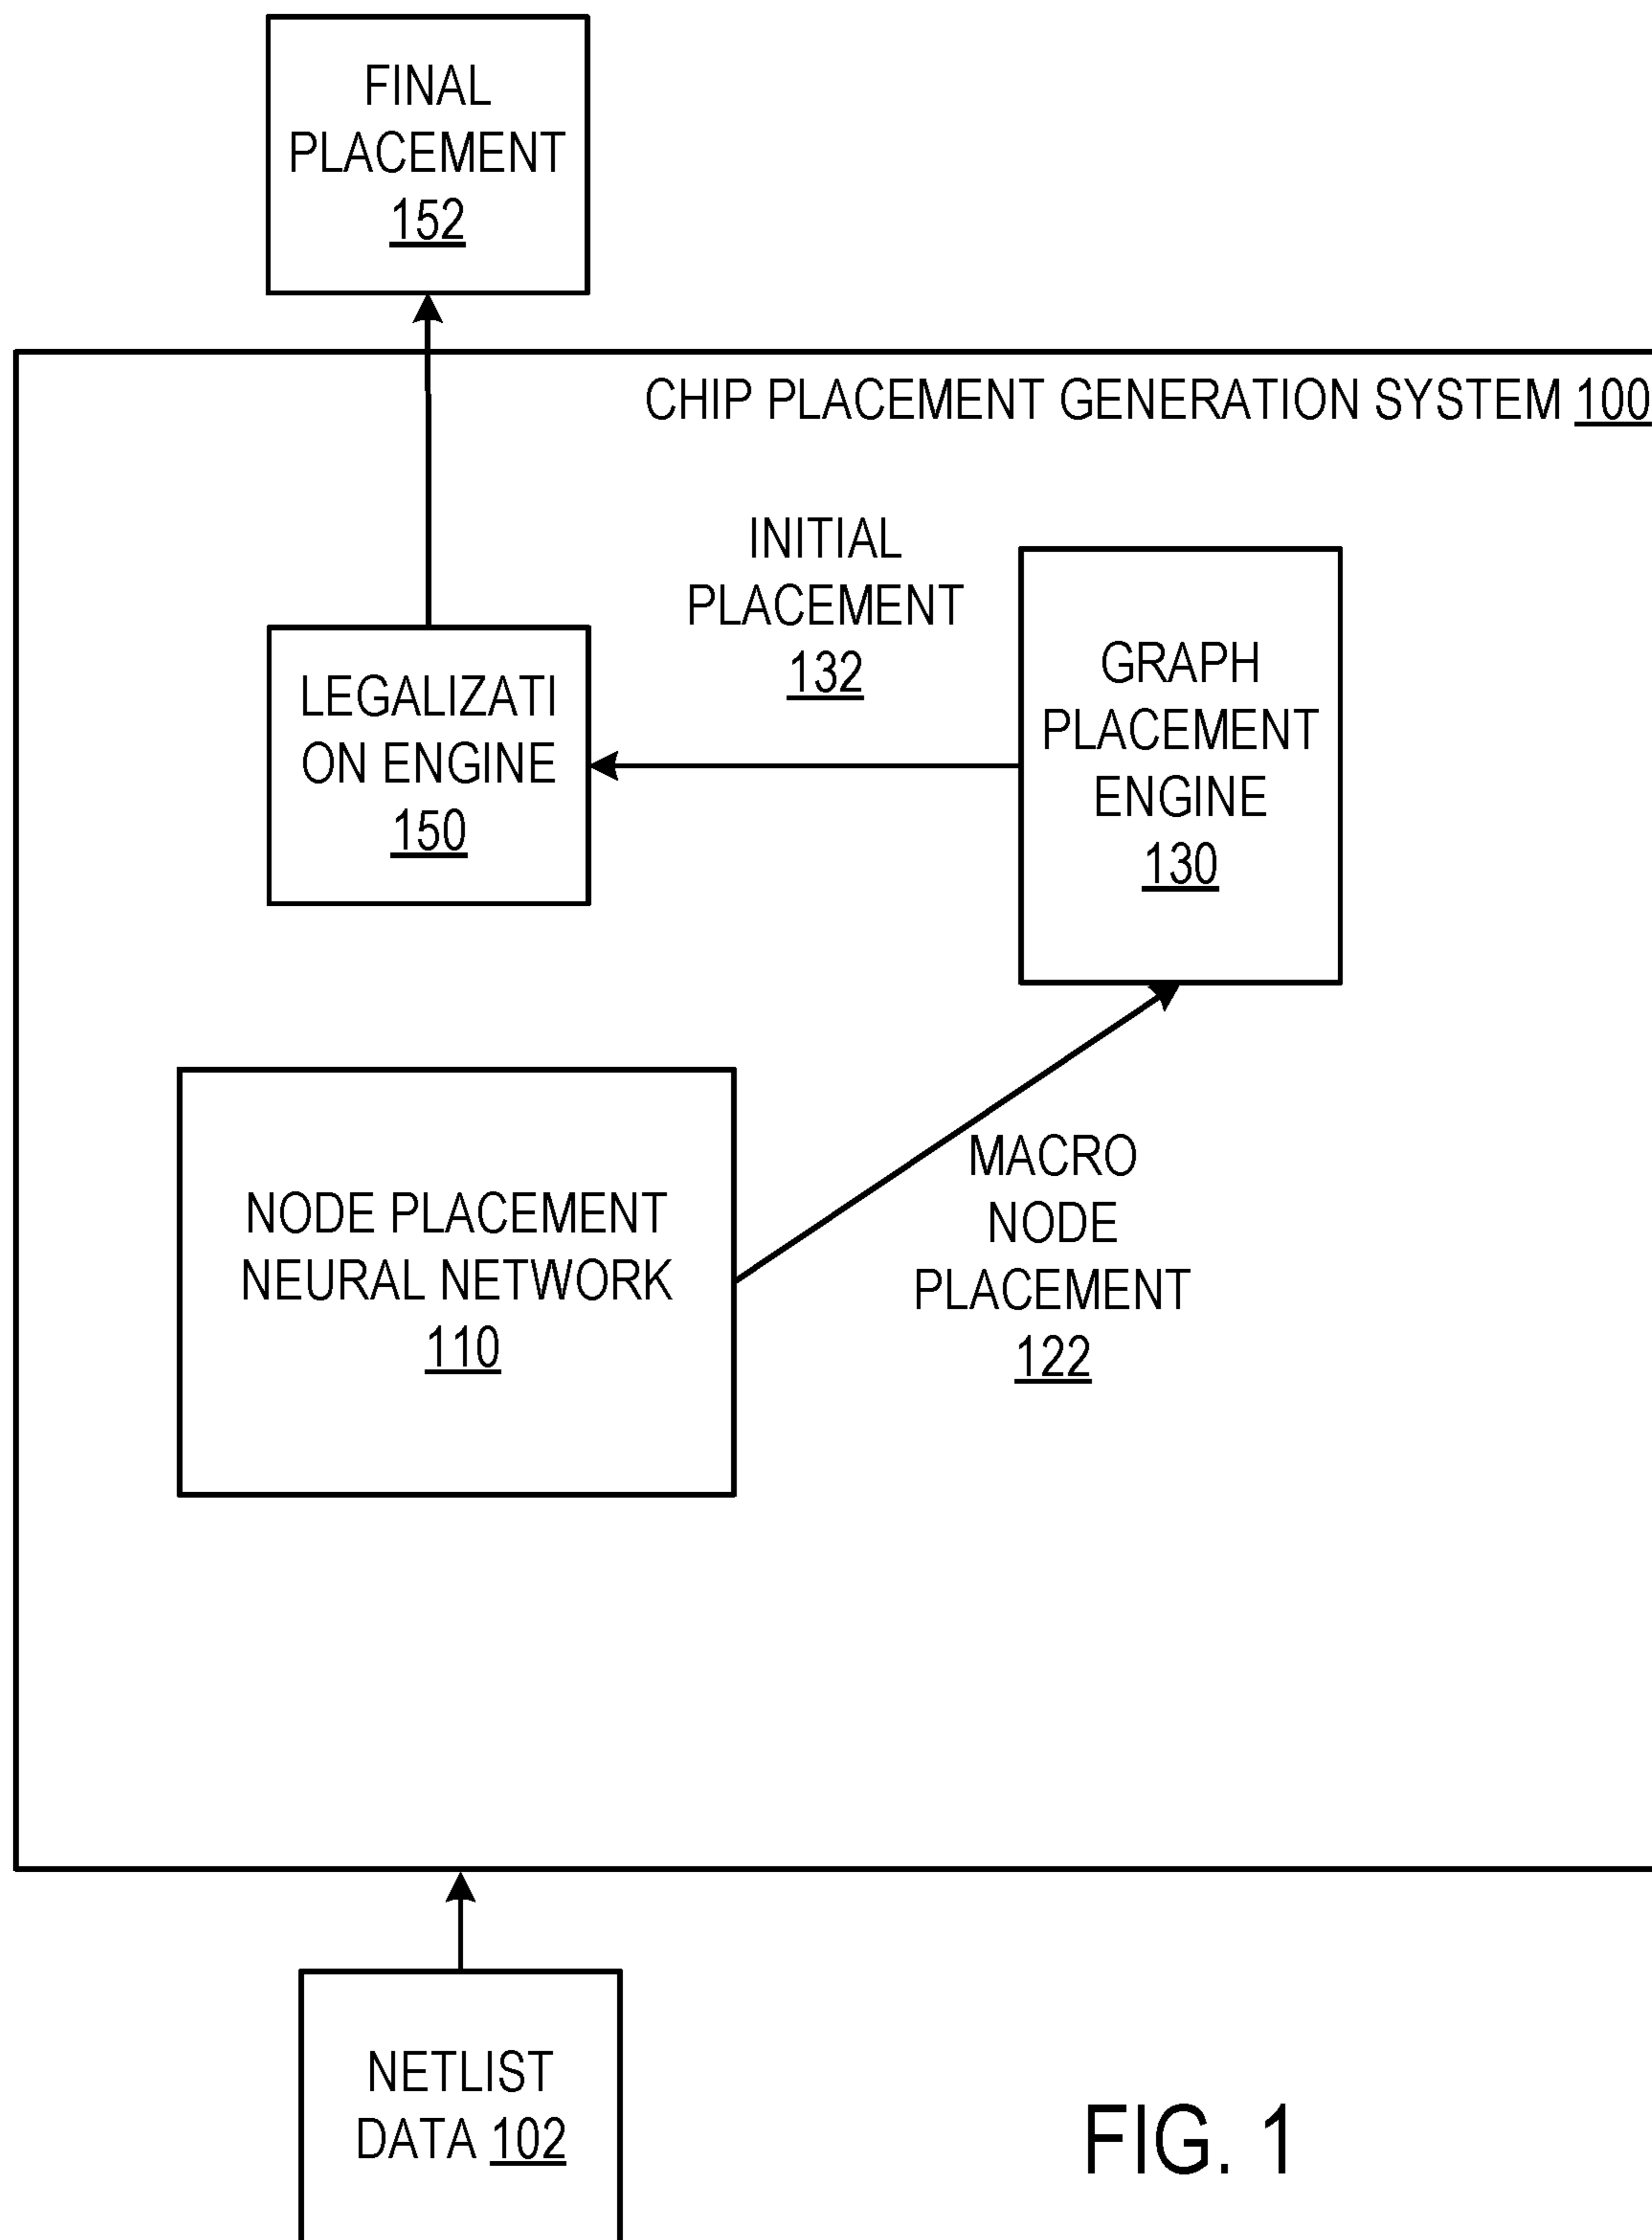 FINAL
PLACEMENT
152
CHIP PLACEMENT GENERATION SYSTEM 100
INITIAL
PLACEMENT
132
GRAPH
PLACEMENT
ENGINE
130
LEGALIZATI
ON ENGINE
150
MACRO
NODE
PLACEMENT
122
NODE PLACEMENT
NEURAL NETWORK
110
NETLIST
DATA 102
FIG. 1